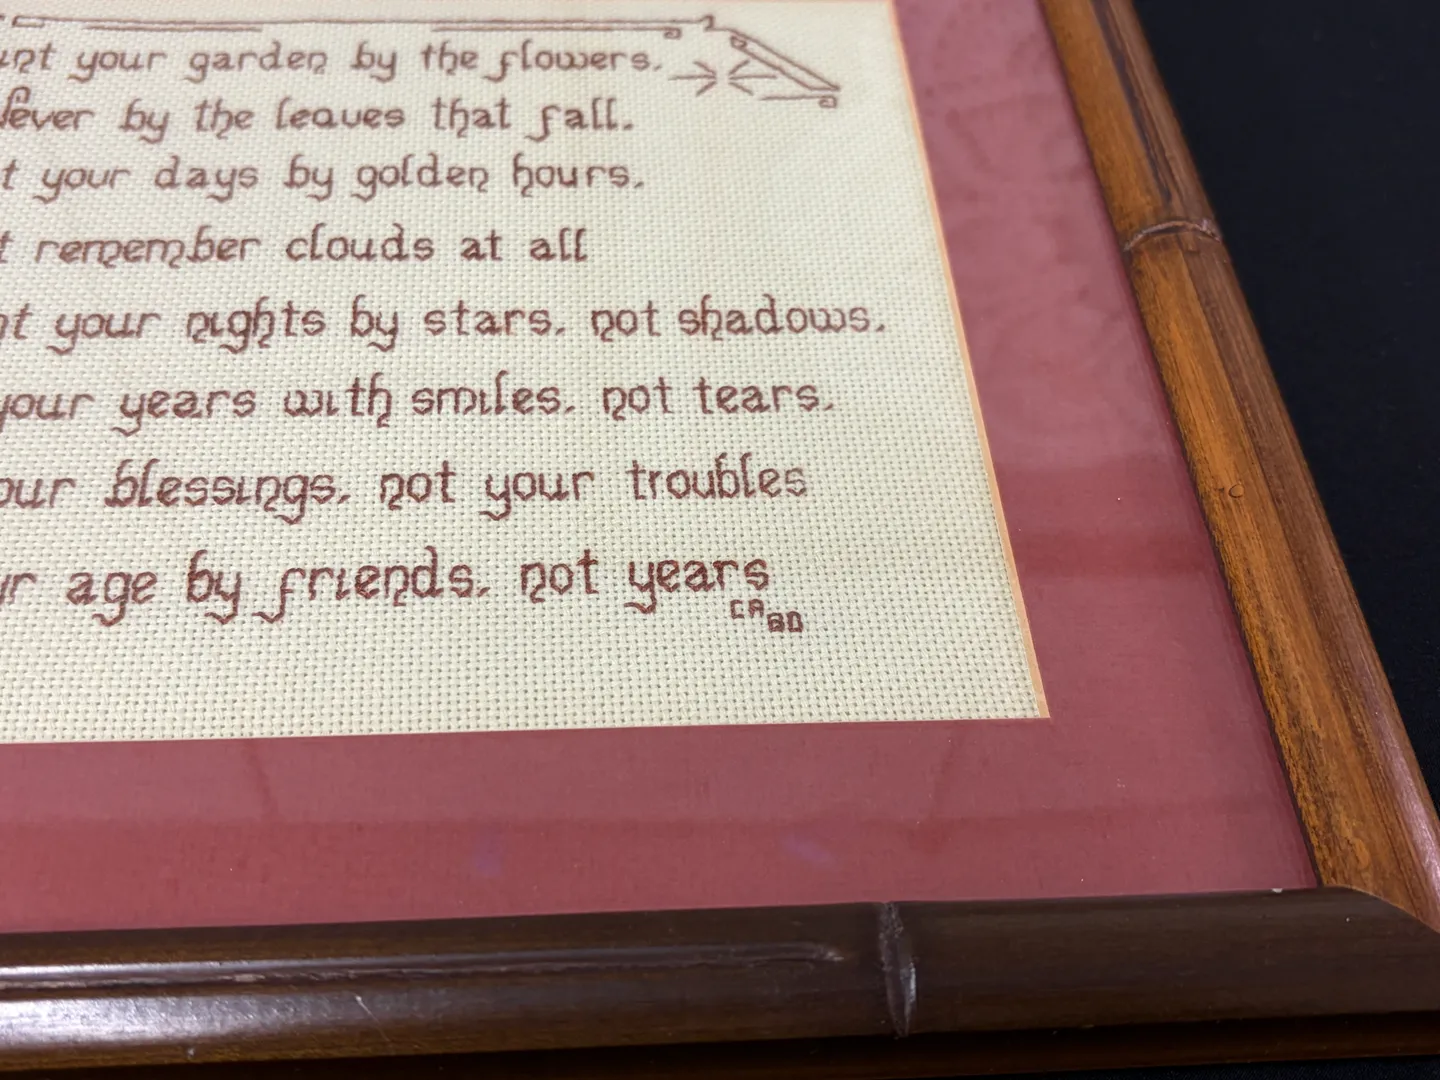 your garden by the flowers.
by the leaves that fall.
your days by golden hours.
remember clouds at all
your nights by stars. not shadows.
your years with smiles. not tears.
blessings. not your troubles
age by friends. not years
CA
80